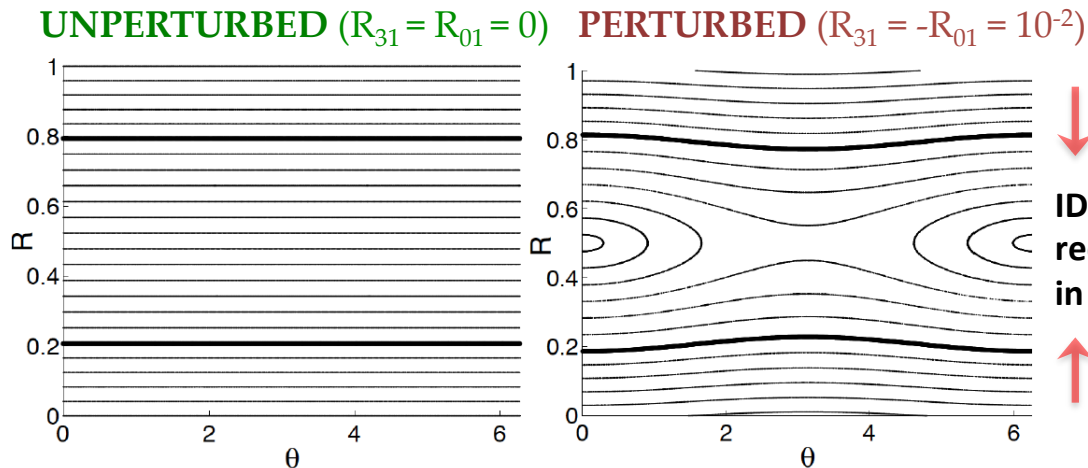 UNPERTURBED (R₃₁ = R₀₁ = 0) PERTURBED (R₃₁ = -R₀₁ = 10⁻²)
1
0.8
0.6
R
0.4
0.2
0
0 2 4 6
θ
1
0.8
0.6
R
0.4
0.2
0
0 2 4 6
θ
ID
re
in